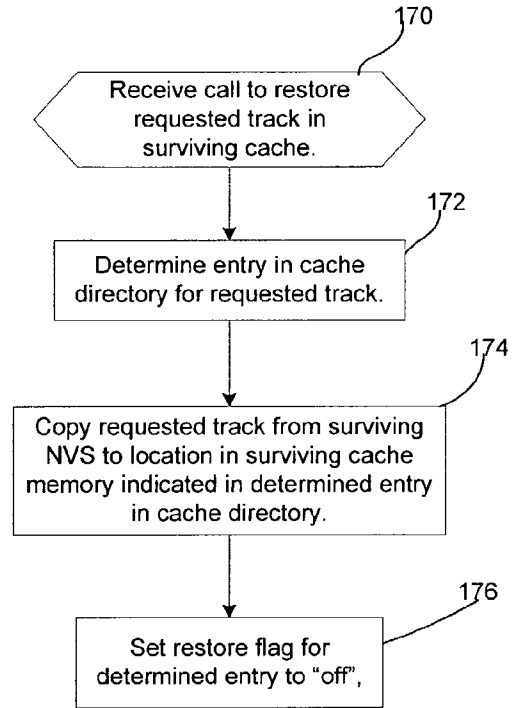 170
Receive call to restore
requested track in
surviving cache.
172
Determine entry in cache
directory for requested track.
174
Copy requested track from surviving
NVS to location in surviving cache
memory indicated in determined entry
in cache directory.
176
Set restore flag for
determined entry to “off”,